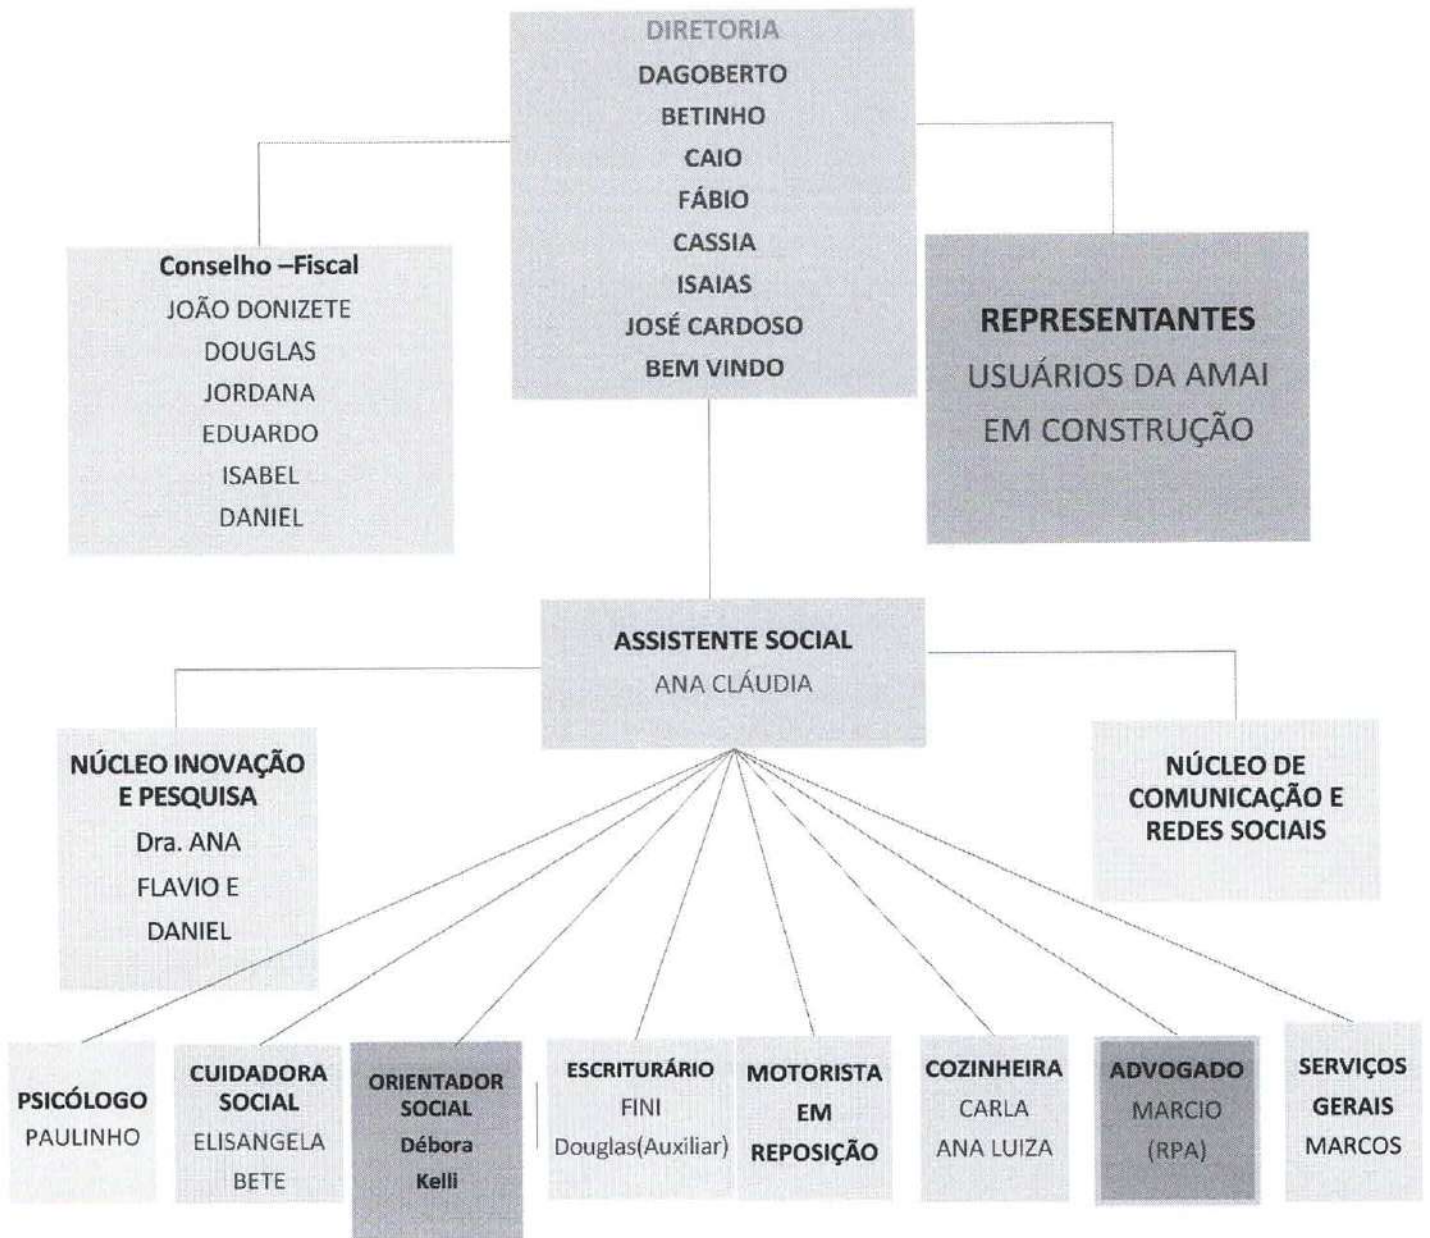 DIRETORIA
DAGOBERTO
BETINHO
CAIO
FÁBIO
CASSIA
ISAIAS
JOSÉ CARDOSO
BEM VINDO
Conselho –Fiscal
JOÃO DONIZETE
DOUGLAS
JORDANA
EDUARDO
ISABEL
DANIEL
REPRESENTANTES
USUÁRIOS DA AMAI
EM CONSTRUÇÃO
ASSISTENTE SOCIAL
ANA CLÁUDIA
NÚCLEO INOVAÇÃO
E PESQUISA
Dra. ANA
FLAVIO E
DANIEL
NÚCLEO DE
COMUNICAÇÃO E
REDES SOCIAIS
PSICÓLOGO
PAULINHO
CUIDADORA
SOCIAL
ELISANGELA
BETE
ORIENTADOR
SOCIAL
Débora
Kelli
ESCRITURÁRIO
FINI
Douglas(Auxiliar)
MOTORISTA
EM
REPOSIÇÃO
COZINHEIRA
CARLA
ANA LUIZA
ADVOGADO
MARCIO
(RPA)
SERVIÇOS
GERAIS
MARCOS